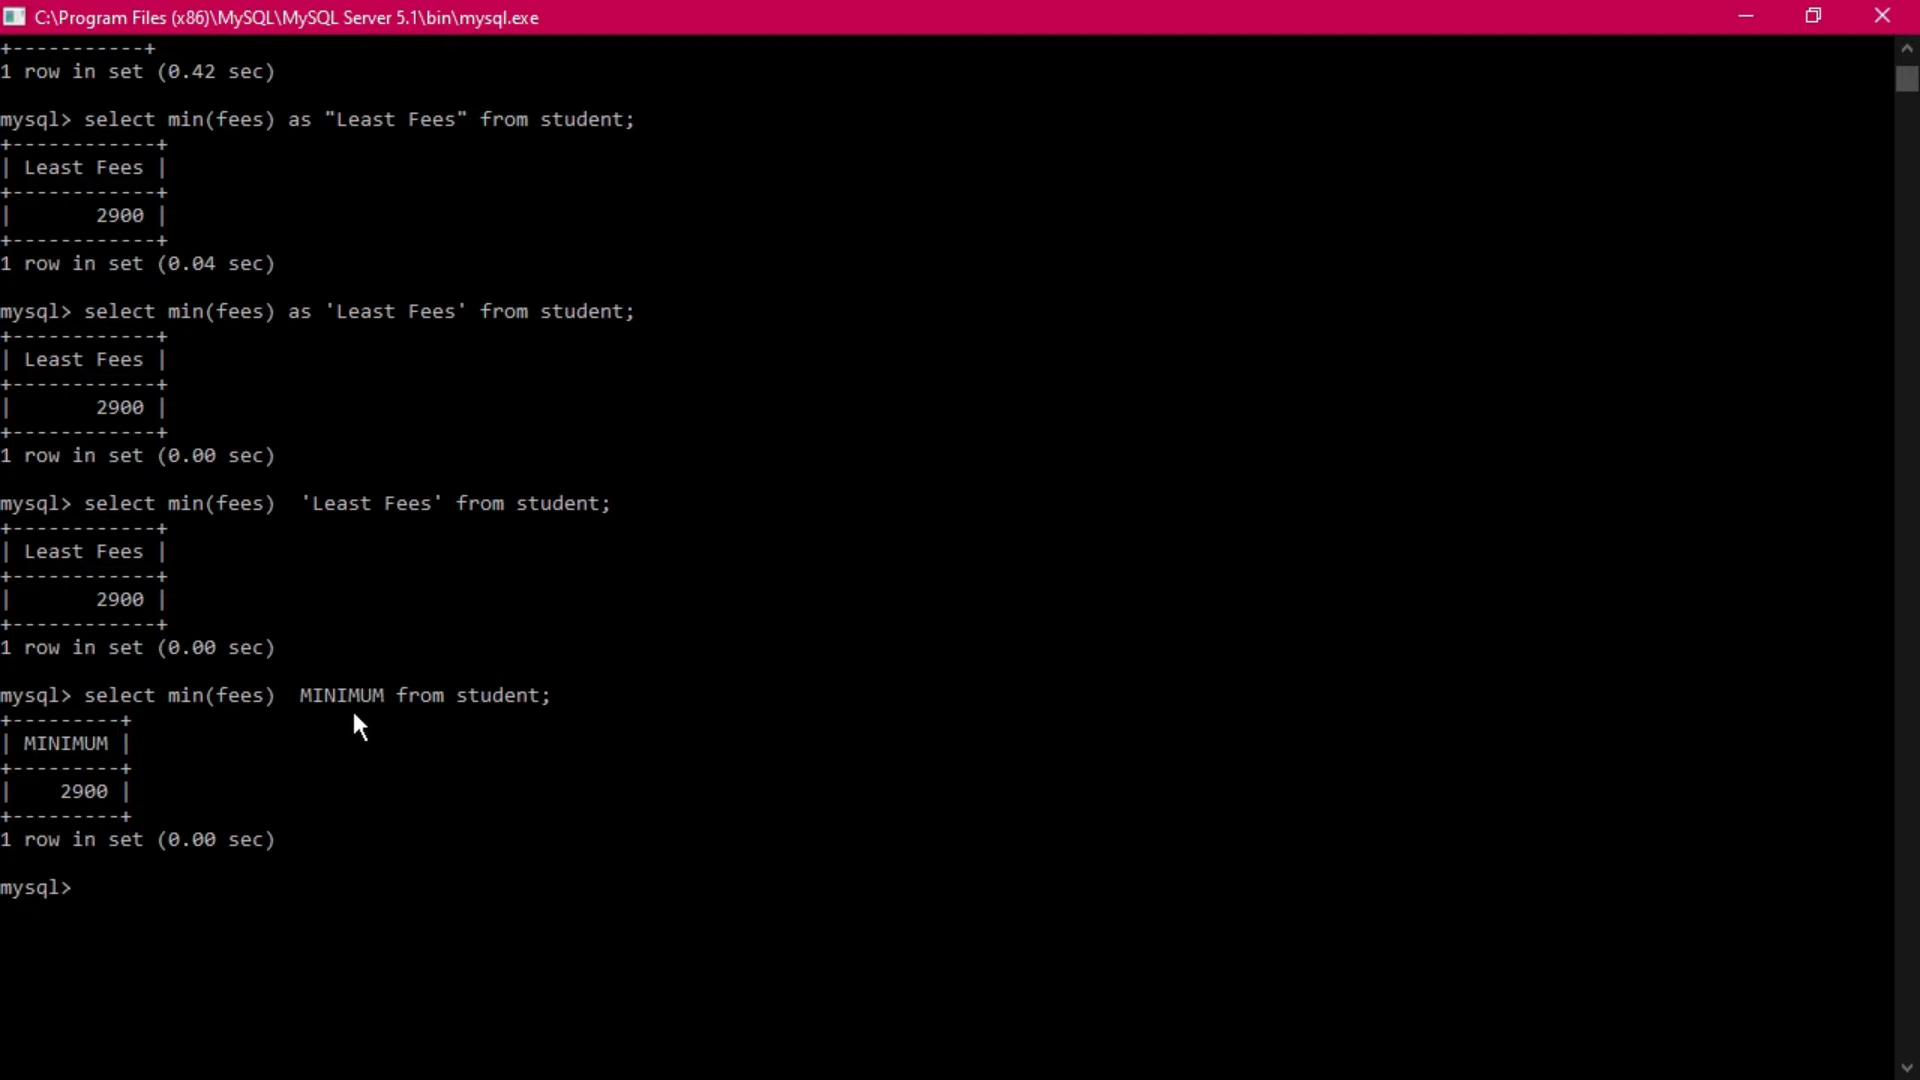 C:\Program Files (x86)\MySQL\MySQL Server 5.1\bin\mysql.exe
+-----------+
1 row in set (0.42 sec)
mysql> select min(fees) as "Least Fees" from student;
+------------+
| Least Fees |
+------------+
|       2900 |
+------------+
1 row in set (0.04 sec)
mysql> select min(fees) as 'Least Fees' from student;
+------------+
| Least Fees |
+------------+
|       2900 |
+------------+
1 row in set (0.00 sec)
mysql> select min(fees)  'Least Fees' from student;
+------------+
| Least Fees |
+------------+
|       2900 |
+------------+
1 row in set (0.00 sec)
mysql> select min(fees)  MINIMUM from student;
+---------+
| MINIMUM |
+---------+
|    2900 |
+---------+
1 row in set (0.00 sec)
mysql>